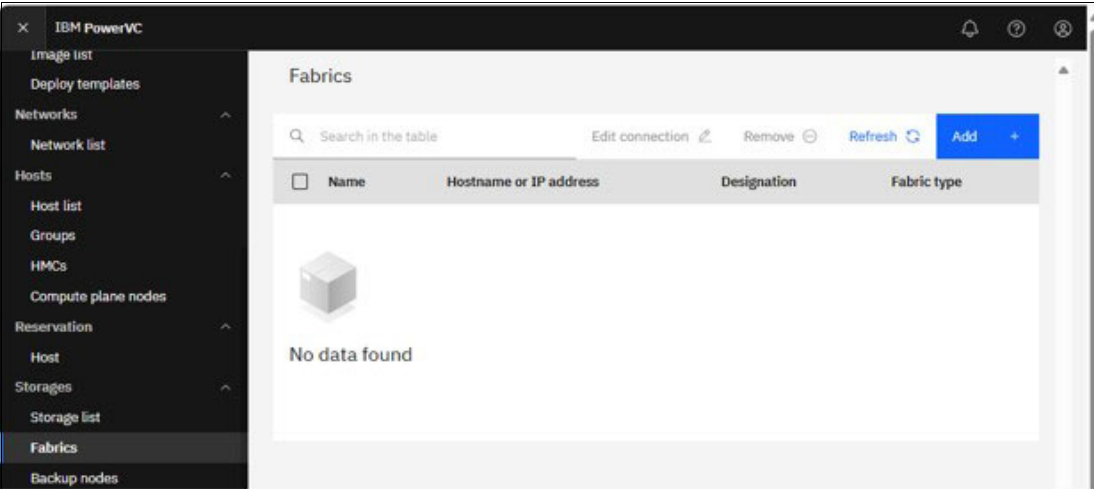 IBM PowerVC
Image list
Deploy templates
Networks
Network list
Hosts
Host list
Groups
HMCs
Compute plane nodes
Reservation
Host
Storages
Storage list
Fabrics
Backup nodes
Fabrics
Search in the table
Edit connection
Remove
Refresh
Add +
Name Hostname or IP address Designation Fabric type
No data found